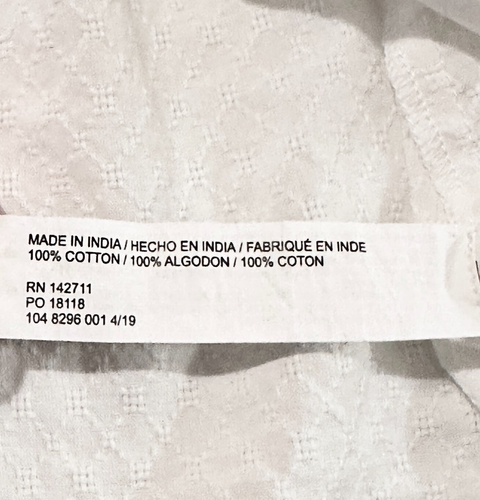 MADE IN INDIA / HECHO EN INDIA / FABRIQUÉ EN INDE
100% COTTON / 100% ALGODON / 100% COTON
RN 142711
PO 18118
104 8296 001 4/19